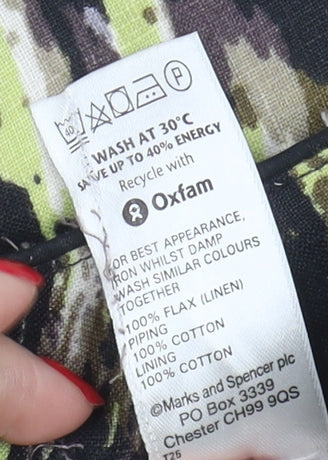 40 P
WASH AT 30°C
SAVE UP TO 40% ENERGY
Recycle with
Oxfam
OR BEST APPEARANCE,
IRON WHILST DAMP
WASH SIMILAR COLOURS
TOGETHER
100% FLAX (LINEN)
PIPING
100% COTTON
LINING
100% COTTON
©Marks and Spencer plc
PO Box 3339
Chester CH99 9QS
T26